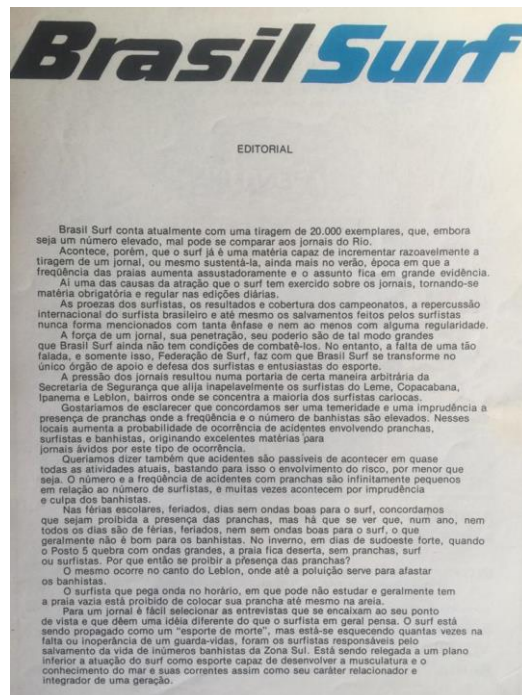 Brasil Surf
EDITORIAL
Brasil Surf conta atualmente com uma tiragem de 20.000 exemplares, que, embora
seja um número elevado, mal pode se comparar aos jornais do Rio.
Acontece, porém, que o surf já é uma matéria capaz de incrementar razoavelmente a
tiragem de um jornal, ou mesmo sustentá-la, ainda mais no verão, época em que a
freqüência das praias aumenta assustadoramente e o assunto fica em grande evidência.
Aí uma das causas da atração que o surf tem exercido sobre os jornais, tornando-se
matéria obrigatória e regular nas edições diárias.
As proezas dos surfistas, os resultados e cobertura dos campeonatos, a repercussão
internacional do surfista brasileiro e até mesmo os salvamentos feitos pelos surfistas
nunca forma mencionados com tanta ênfase e nem ao menos com alguma regularidade.
A força de um jornal, sua penetração, seu poderio são de tal modo grandes
que Brasil Surf ainda não tem condições de combatê-los. No entanto, a falta de uma tão
falada, e somente isso, Federação de Surf, faz com que Brasil Surf se transforme no
único órgão de apoio e defesa dos surfistas e entusiastas do esporte.
A pressão dos jornais resultou numa portaria de certa maneira arbitrária da
Secretaria de Segurança que alija inapelavelmente os surfistas do Leme, Copacabana,
Ipanema e Leblon, bairros onde se concentra a maioria dos surfistas cariocas.
Gostaríamos de esclarecer que concordamos ser uma temeridade e uma imprudência a
presença de pranchas onde a freqüência e o número de banhistas são elevados. Nesses
locais aumenta a probabilidade de ocorrência de acidentes envolvendo pranchas,
surfistas e banhistas, originando excelentes matérias para
jornais ávidos por este tipo de ocorrência.
Queríamos dizer também que acidentes são passíveis de acontecer em quase
todas as atividades atuais, bastando para isso o envolvimento do risco, por menor que
seja. O número e a freqüência de acidentes com pranchas são infinitamente pequenos
em relação ao número de surfistas, e muitas vezes acontecem por imprudência
e culpa dos banhistas.
Nas férias escolares, feriados, dias sem ondas boas para o surf, concordamos
que sejam proibida a presença das pranchas, mas há que se ver que, num ano, nem
todos os dias são de férias, feriados, nem sem ondas boas para o surf, o que
geralmente não é bom para os banhistas. No inverno, em dias de sudoeste forte, quando
o Posto 5 quebra com ondas grandes, a praia fica deserta, sem pranchas, surf
ou surfistas. Por que então se proibir a presença das pranchas?
O mesmo ocorre no canto do Leblon, onde até a poluição serve para afastar
os banhistas.
O surfista que pega onda no horário, em que pode não estudar e geralmente tem
a praia vazia está proibido de colocar sua prancha até mesmo na areia.
Para um jornal é fácil selecionar as entrevistas que se encaixam ao seu ponto
de vista e que dêem uma idéia diferente do que o surfista em geral pensa. O surf está
sendo propagado como um "esporte de morte", mas está-se esquecendo quantas vezes na
falta ou inoperância de um guarda-vidas, foram os surfistas responsáveis pelo
salvamento da vida de inúmeros banhistas da Zona Sul. Está sendo relegada a um plano
inferior a atuação do surf como esporte capaz de desenvolver a musculatura e o
conhecimento do mar e suas correntes assim como seu caráter relacionador e
integrador de uma geração.